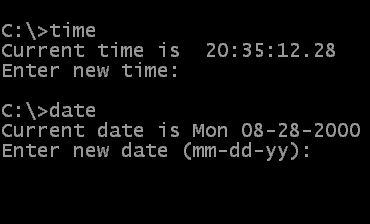 C:\>time
Current time is  20:35:12.28
Enter new time:
C:\>date
Current date is Mon 08-28-2000
Enter new date (mm-dd-yy):